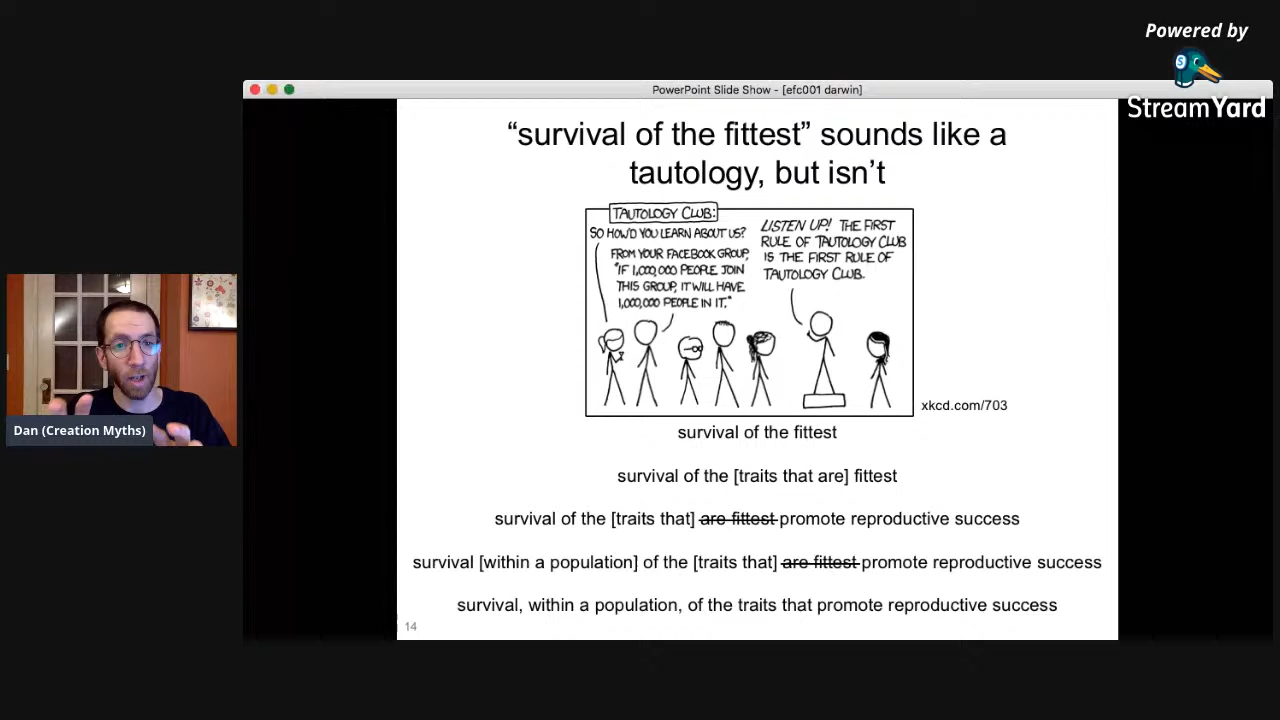 Powered by
StreamYard
PowerPoint Slide Show - [efc001 darwin]
“survival of the fittest” sounds like a
tautology, but isn’t
TAUTOLOGY CLUB:
SO HOW'D YOU LEARN ABOUT US?
FROM YOUR FACEBOOK GROUP,
"IF 1,000,000 PEOPLE JOIN
THIS GROUP, IT WILL HAVE
1,000,000 PEOPLE IN IT."
LISTEN UP! THE FIRST
RULE OF TAUTOLOGY CLUB
IS THE FIRST RULE OF
TAUTOLOGY CLUB.
xkcd.com/703
Dan (Creation Myths)
survival of the fittest
survival of the [traits that are] fittest
survival of the [traits that] are fittest promote reproductive success
survival [within a population] of the [traits that] are fittest promote reproductive success
survival, within a population, of the traits that promote reproductive success
14